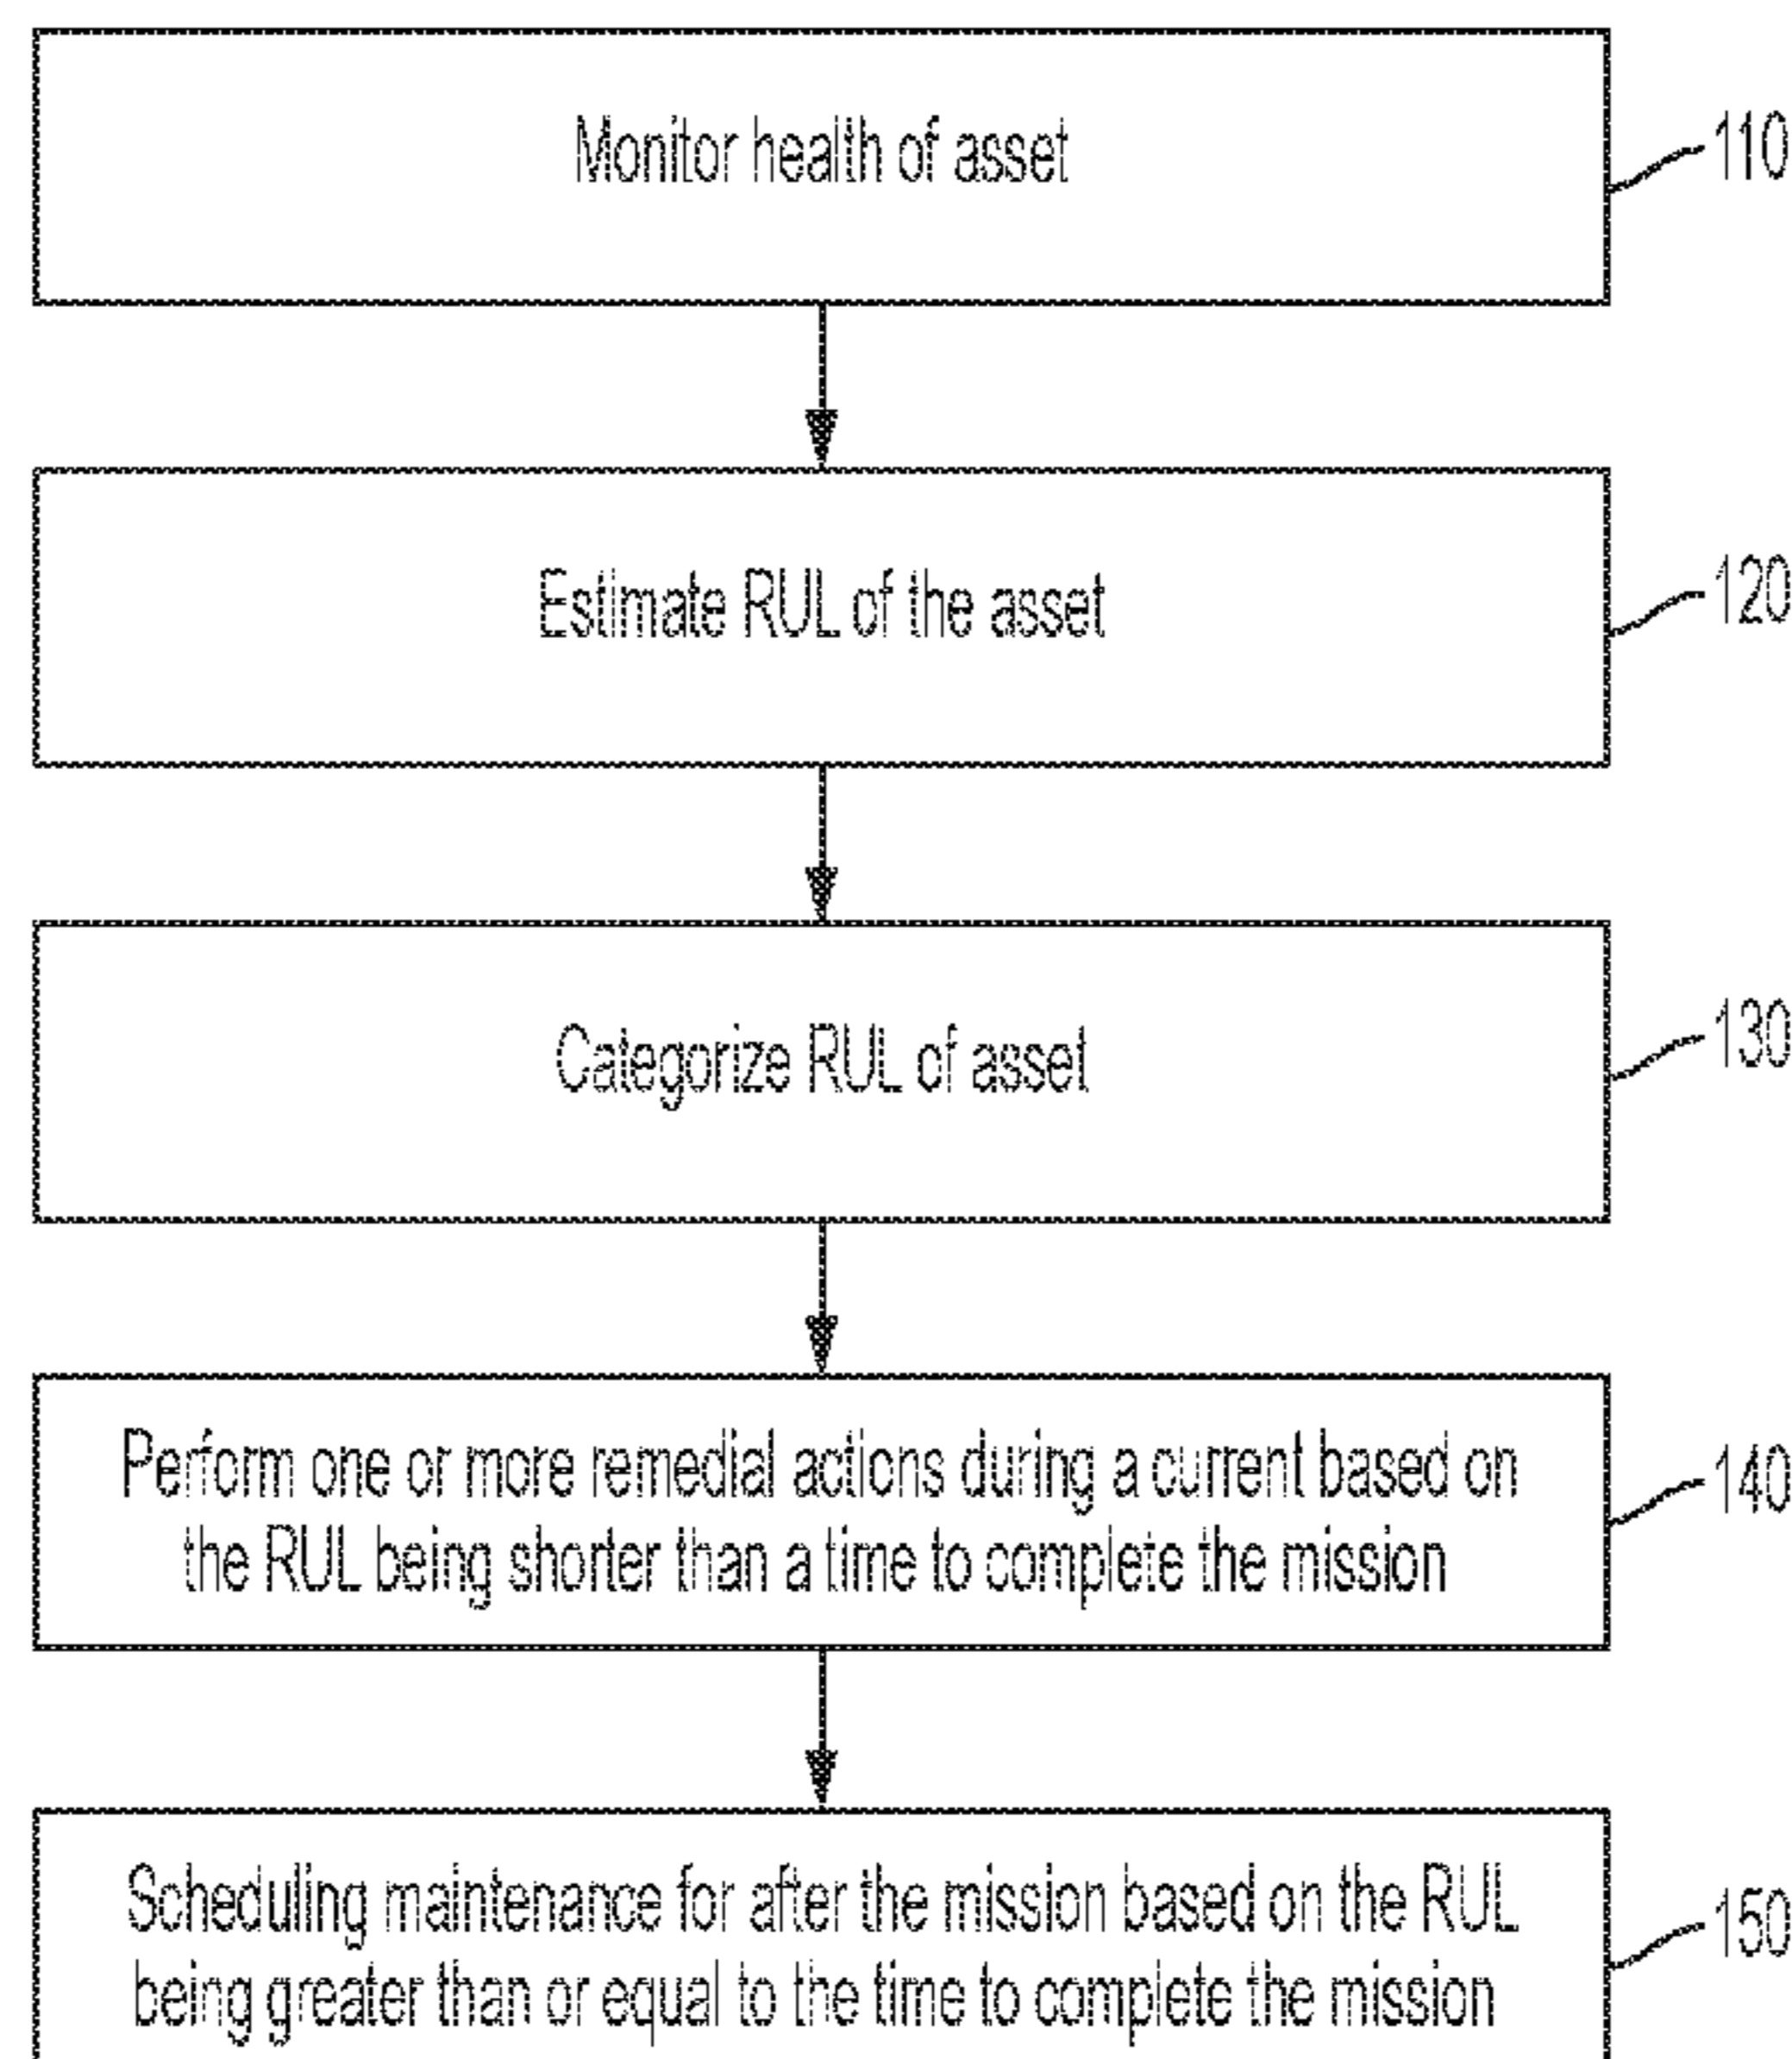 Monitor health of asset
110
Estimate RUL of the asset
120
Categorize RUL of asset
130
Perform one or more remedial actions during a current based on
the RUL being shorter than a time to complete the mission
140
Scheduling maintenance for after the mission based on the RUL
being greater than or equal to the time to complete the mission
150